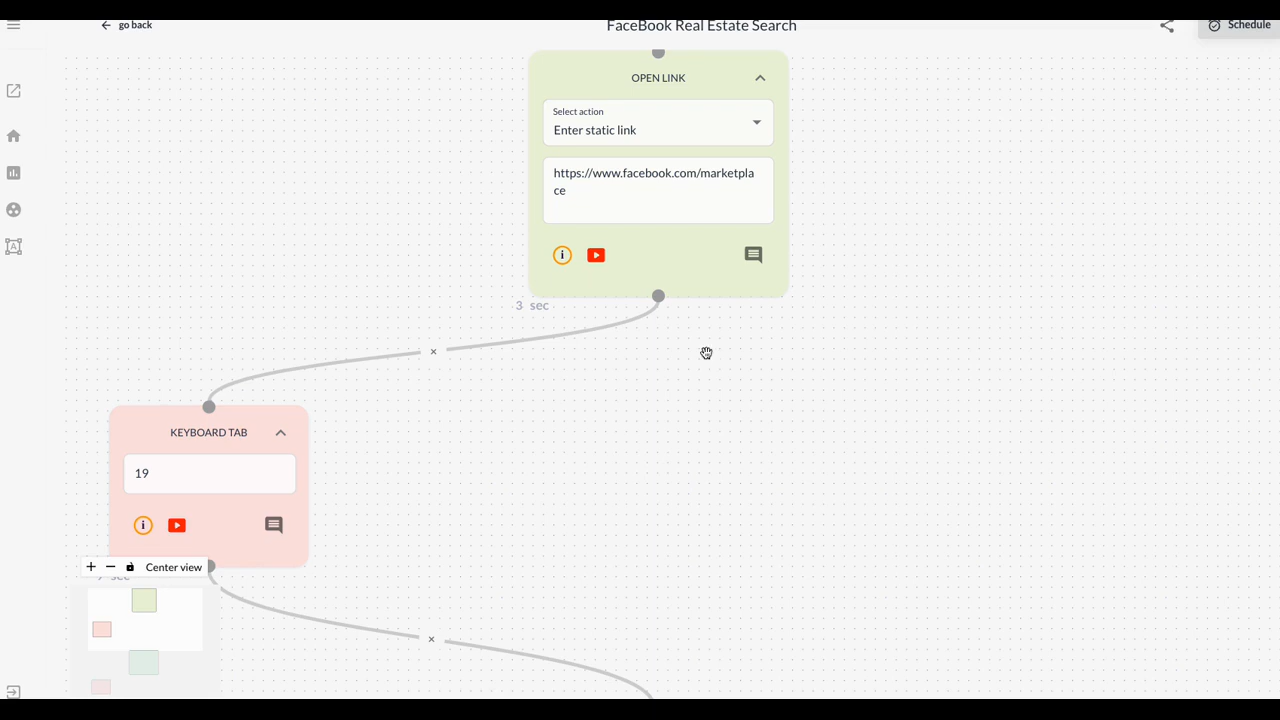 go back
FaceBook Real Estate Search
Schedule
OPEN LINK
Select action
Enter static link
https://www.facebook.com/marketpla
ce
i
3 sec
×
KEYBOARD TAB
19
i
+ − Center view
sec
×
A